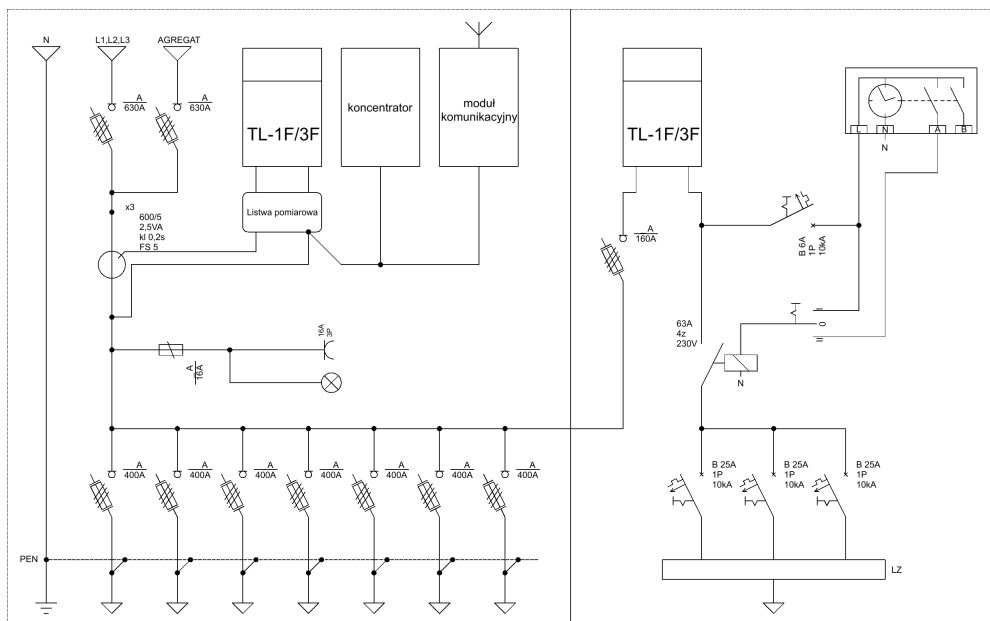 N
L1,L2,L3
AGREGAT
A
630A
A
630A
TL-1F/3F
koncentrator
moduł
komunikacyjny
Listwa pomiarowa
x3
600/5
2,5VA
kl 0,2s
FS 5
A
16A
16A
3P
A
400A
A
400A
A
400A
A
400A
A
400A
A
400A
A
400A
PEN
TL-1F/3F
A
160A
L
N
A
B
N
B 6A
1P
10kA
I
0
II
63A
4z
230V
N
B 25A
1P
10kA
B 25A
1P
10kA
B 25A
1P
10kA
LZ